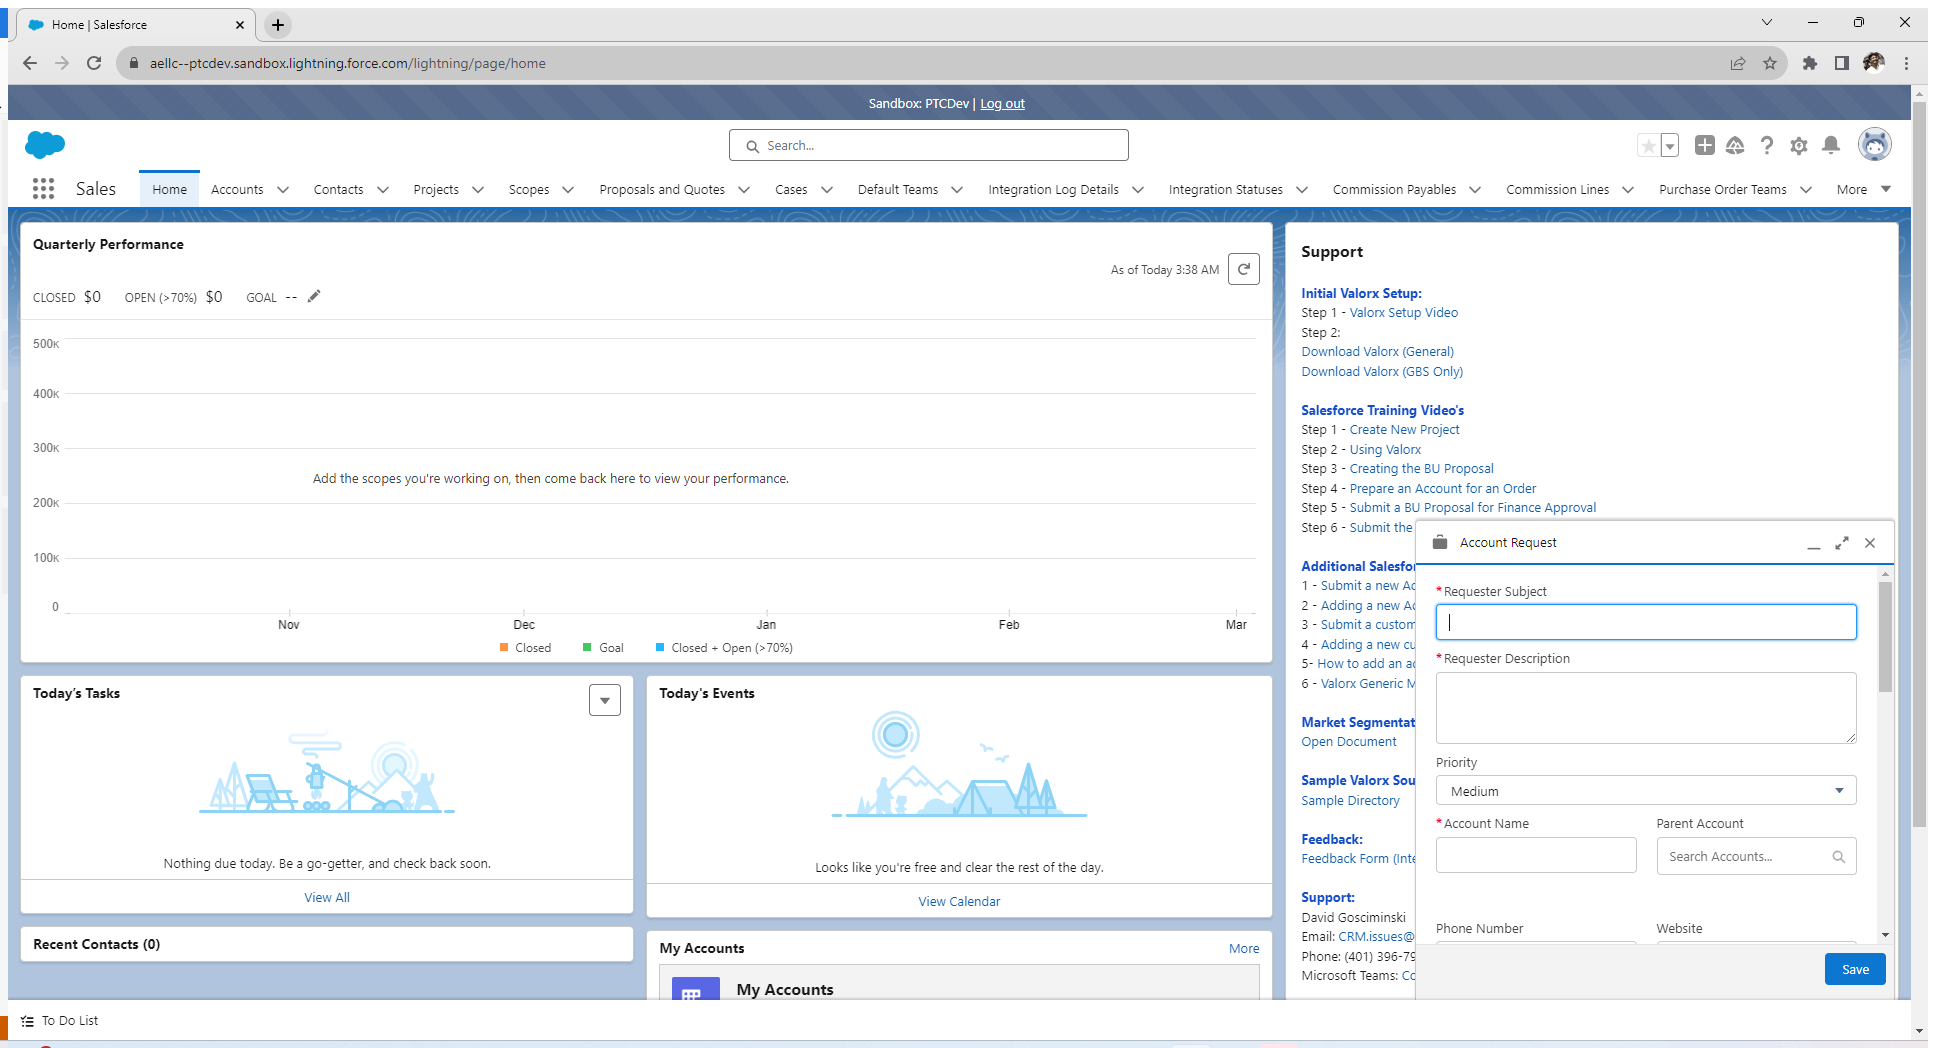 Home | Salesforce
aellc--ptcdev.sandbox.lightning.force.com/lightning/page/home
Sandbox: PTCDev | Log out
Search...
Sales
Home
Accounts
Contacts
Projects
Scopes
Proposals and Quotes
Cases
Default Teams
Integration Log Details
Integration Statuses
Commission Payables
Commission Lines
Purchase Order Teams
More
Quarterly Performance
As of Today 3:38 AM
CLOSED $0 OPEN (>70%) $0 GOAL --
500K
400K
300K
Add the scopes you're working on, then come back here to view your performance.
200K
100K
0
Nov Dec Jan Feb Mar
Closed Goal Closed + Open (>70%)
Today's Tasks
Nothing due today. Be a go-getter, and check back soon.
View All
Recent Contacts (0)
Today's Events
Looks like you're free and clear the rest of the day.
View Calendar
My Accounts
More
My Accounts
Support
Initial Valorx Setup:
Step 1 - Valorx Setup Video
Step 2:
Download Valorx (General)
Download Valorx (GBS Only)
Salesforce Training Video's
Step 1 - Create New Project
Step 2 - Using Valorx
Step 3 - Creating the BU Proposal
Step 4 - Prepare an Account for an Order
Step 5 - Submit a BU Proposal for Finance Approval
Step 6 - Submit the
Additional Salesfo
1 - Submit a new Ac
2 - Adding a new Ac
3 - Submit a custom
4 - Adding a new cu
5- How to add an ac
6 - Valorx Generic M
Market Segmentat
Open Document
Sample Valorx Sou
Sample Directory
Feedback:
Feedback Form (Inte
Support:
David Gosciminski
Email: CRM.issues@
Phone: (401) 396-79
Microsoft Teams: Co
Account Request
*Requester Subject
*Requester Description
Priority
Medium
*Account Name
Parent Account
Search Accounts...
Phone Number
Website
Save
To Do List